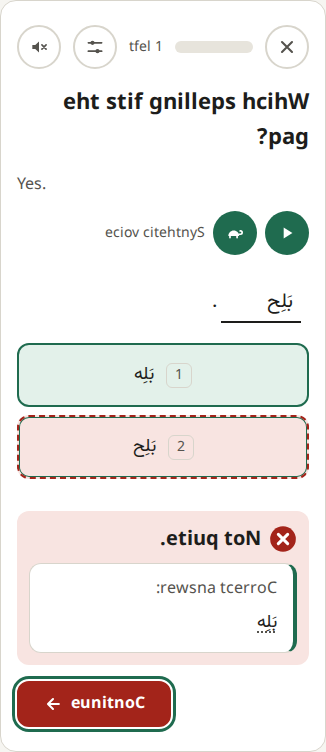 tfel 1
eht stif gnilleps hcihW
?pag
Yes.
eciov citehtnyS
بَلِح .
1 بَلِه
2 بَلِح
.etiuq toN
:rewsna tcerroC
بَلِه
eunitnoC